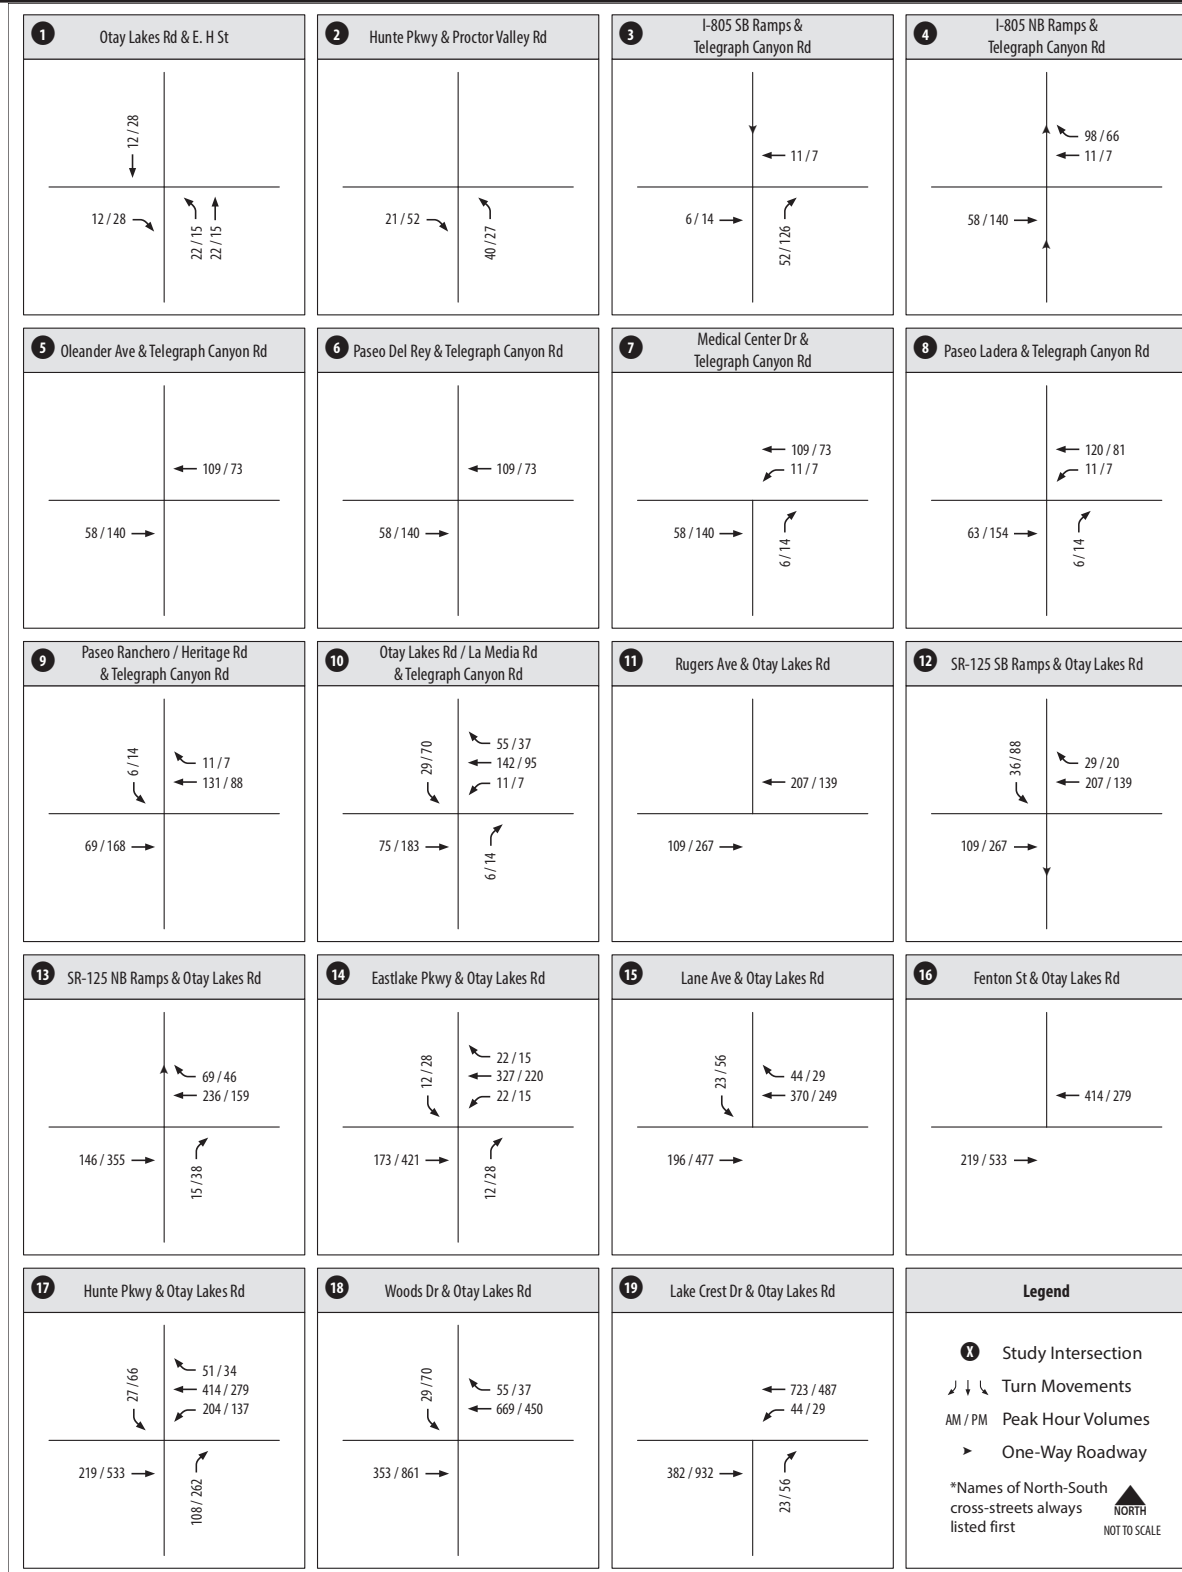 1
Otay Lakes Rd & E. H St
12 / 28
12 / 28
22 / 15
22 / 15
2
Hunte Pkwy & Proctor Valley Rd
21 / 52
40 / 27
3
I-805 SB Ramps &
Telegraph Canyon Rd
11 / 7
6 / 14
52 / 126
4
I-805 NB Ramps &
Telegraph Canyon Rd
98 / 66
11 / 7
58 / 140
5
Oleander Ave & Telegraph Canyon Rd
109 / 73
58 / 140
6
Paseo Del Rey & Telegraph Canyon Rd
109 / 73
58 / 140
7
Medical Center Dr &
Telegraph Canyon Rd
109 / 73
11 / 7
58 / 140
6 / 14
8
Paseo Ladera & Telegraph Canyon Rd
120 / 81
11 / 7
63 / 154
6 / 14
9
Paseo Ranchero / Heritage Rd
& Telegraph Canyon Rd
6 / 14
11 / 7
131 / 88
69 / 168
10
Otay Lakes Rd / La Media Rd
& Telegraph Canyon Rd
29 / 70
55 / 37
142 / 95
11 / 7
75 / 183
6 / 14
11
Rugers Ave & Otay Lakes Rd
207 / 139
109 / 267
12
SR-125 SB Ramps & Otay Lakes Rd
36 / 88
29 / 20
207 / 139
109 / 267
13
SR-125 NB Ramps & Otay Lakes Rd
69 / 46
236 / 159
146 / 355
15 / 38
14
Eastlake Pkwy & Otay Lakes Rd
12 / 28
22 / 15
327 / 220
22 / 15
173 / 421
12 / 28
15
Lane Ave & Otay Lakes Rd
23 / 56
44 / 29
370 / 249
196 / 477
16
Fenton St & Otay Lakes Rd
414 / 279
219 / 533
17
Hunte Pkwy & Otay Lakes Rd
27 / 66
51 / 34
414 / 279
204 / 137
219 / 533
108 / 262
18
Woods Dr & Otay Lakes Rd
29 / 70
55 / 37
669 / 450
353 / 861
19
Lake Crest Dr & Otay Lakes Rd
723 / 487
44 / 29
382 / 932
23 / 56
Legend
X Study Intersection
Turn Movements
AM / PM Peak Hour Volumes
One-Way Roadway
*Names of North-South
cross-streets always
listed first
NORTH
NOT TO SCALE